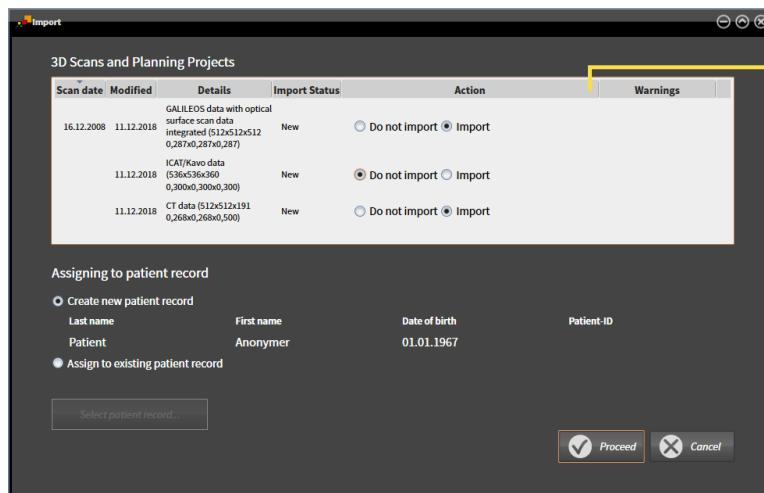 Import
3D Scans and Planning Projects
Scan date Modified Details Import Status Action Warnings
GALILEOS data with optical
surface scan data
16.12.2008 11.12.2018 integrated (512x512x512 New Do not import Import
0,287x0,287x0,287)
ICAT/Kavo data
11.12.2018 (536x536x360 New Do not import Import
0,300x0,300x0,300)
11.12.2018 CT data (512x512x191 New Do not import Import
0,268x0,268x0,500)
Assigning to patient record
Create new patient record
Last name First name Date of birth Patient-ID
Patient Anonymer 01.01.1967
Assign to existing patient record
Select patient record...
Proceed Cancel